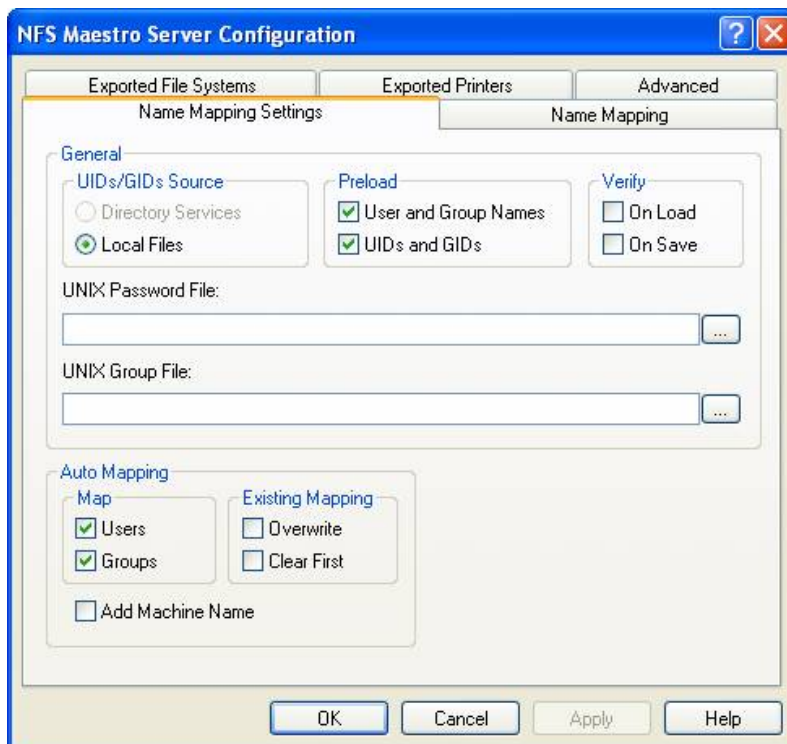 NFS Maestro Server Configuration
Exported File Systems
Exported Printers
Advanced
Name Mapping Settings
Name Mapping
General
UIDs/GIDs Source
Directory Services
Local Files
Preload
User and Group Names
UIDs and GIDs
Verify
On Load
On Save
UNIX Password File:
...
UNIX Group File:
...
Auto Mapping
Map
Users
Groups
Existing Mapping
Overwrite
Clear First
Add Machine Name
OK
Cancel
Apply
Help